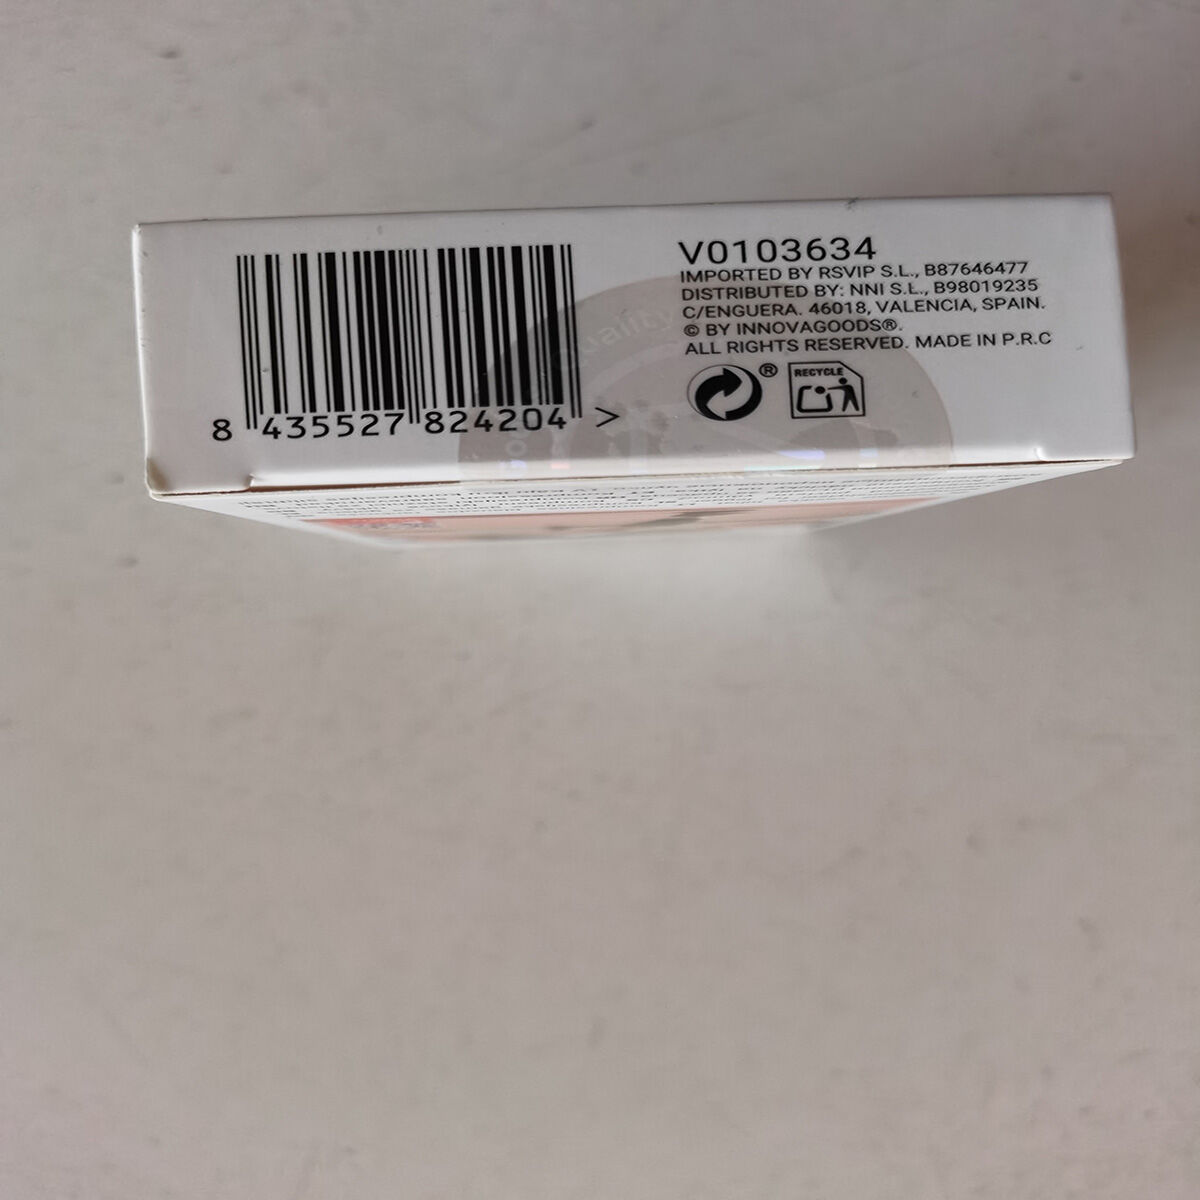 8 435527 824204 >
V0103634
IMPORTED BY RSVIP S.L., B87646477
DISTRIBUTED BY: NNI S.L., B98019235
C/ENGUERA. 46018, VALENCIA, SPAIN.
© BY INNOVAGOODS®.
ALL RIGHTS RESERVED. MADE IN P.R.C
®
RECYCLE
Quality